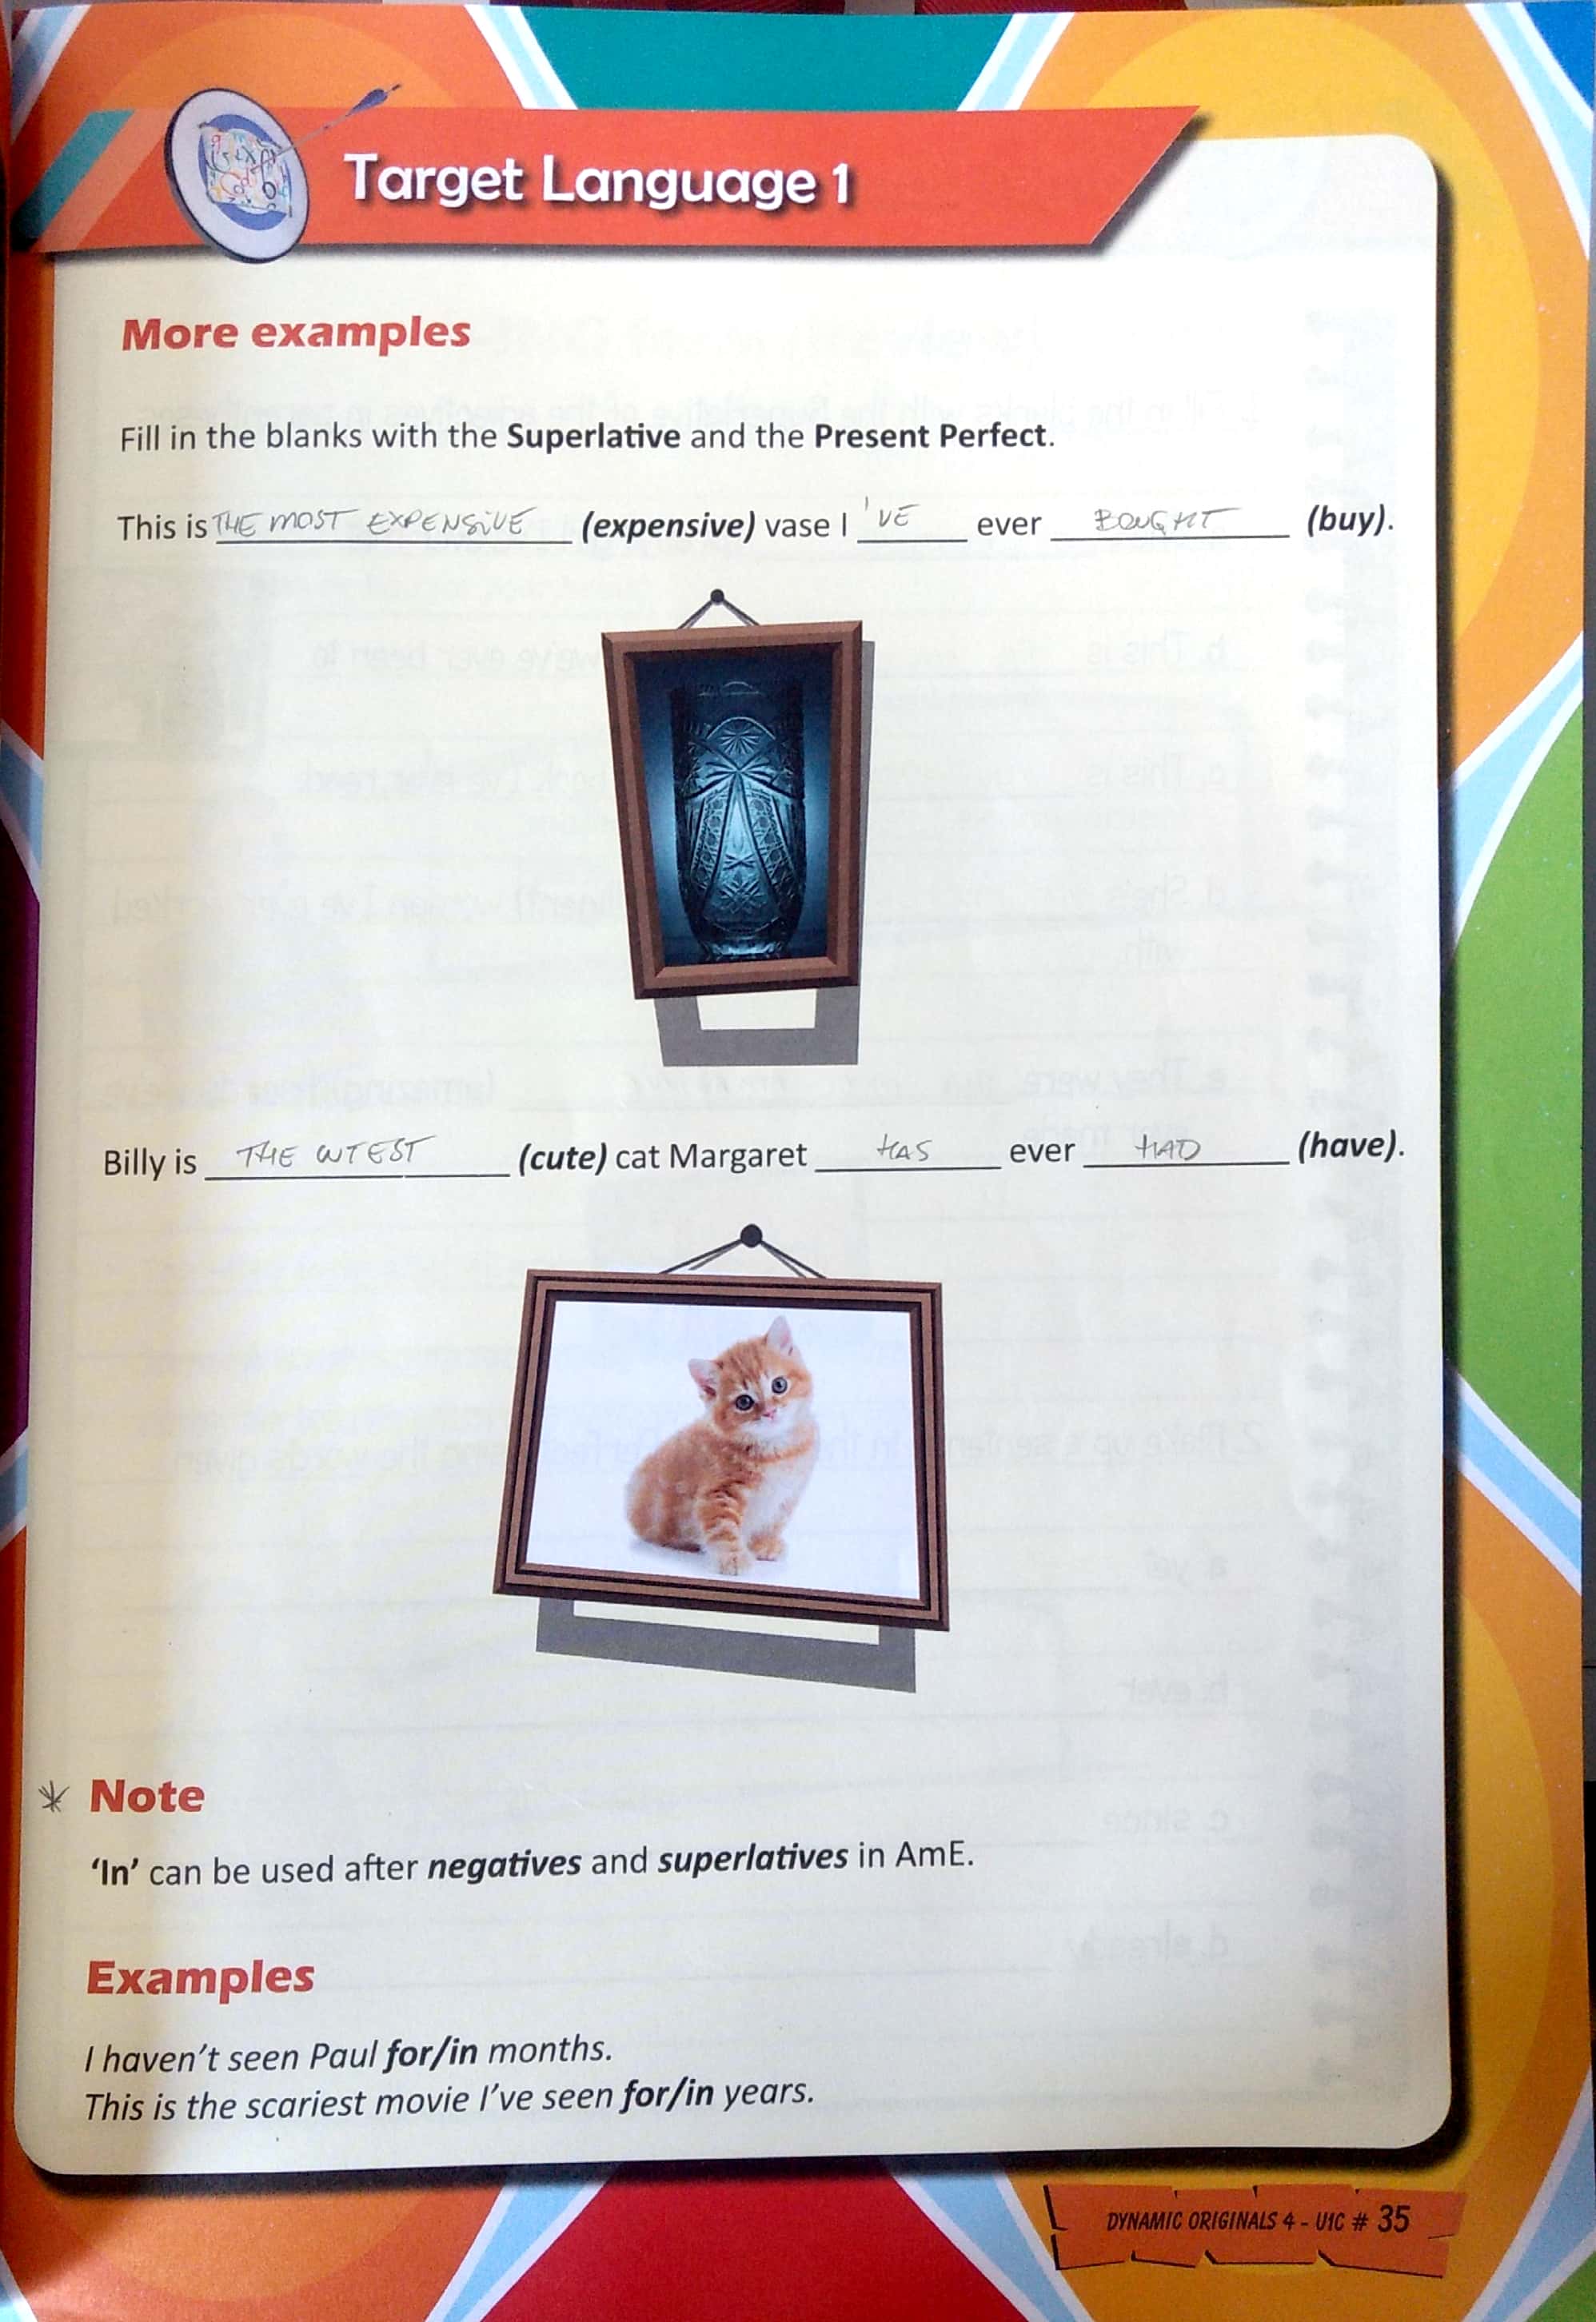 Target Language 1
More examples
Fill in the blanks with the Superlative and the Present Perfect.
This is THE MOST EXPENSIVE (expensive) vase I 'VE ever BOUGHT (buy).
Billy is THE CUTEST (cute) cat Margaret HAS ever HAD (have).
* Note
‘In’ can be used after negatives and superlatives in AmE.
Examples
I haven’t seen Paul for/in months.
This is the scariest movie I’ve seen for/in years.
DYNAMIC ORIGINALS 4 - U1C # 35